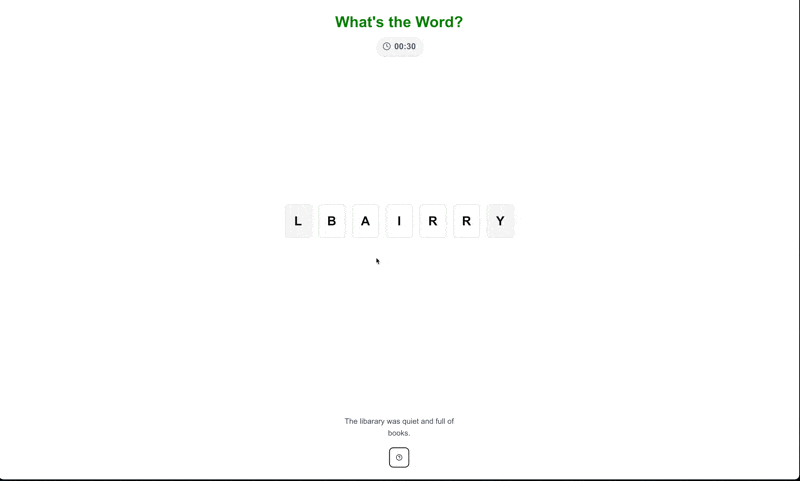 What's the Word?
00:30
L B A I R R Y
The libarary was quiet and full of
books.